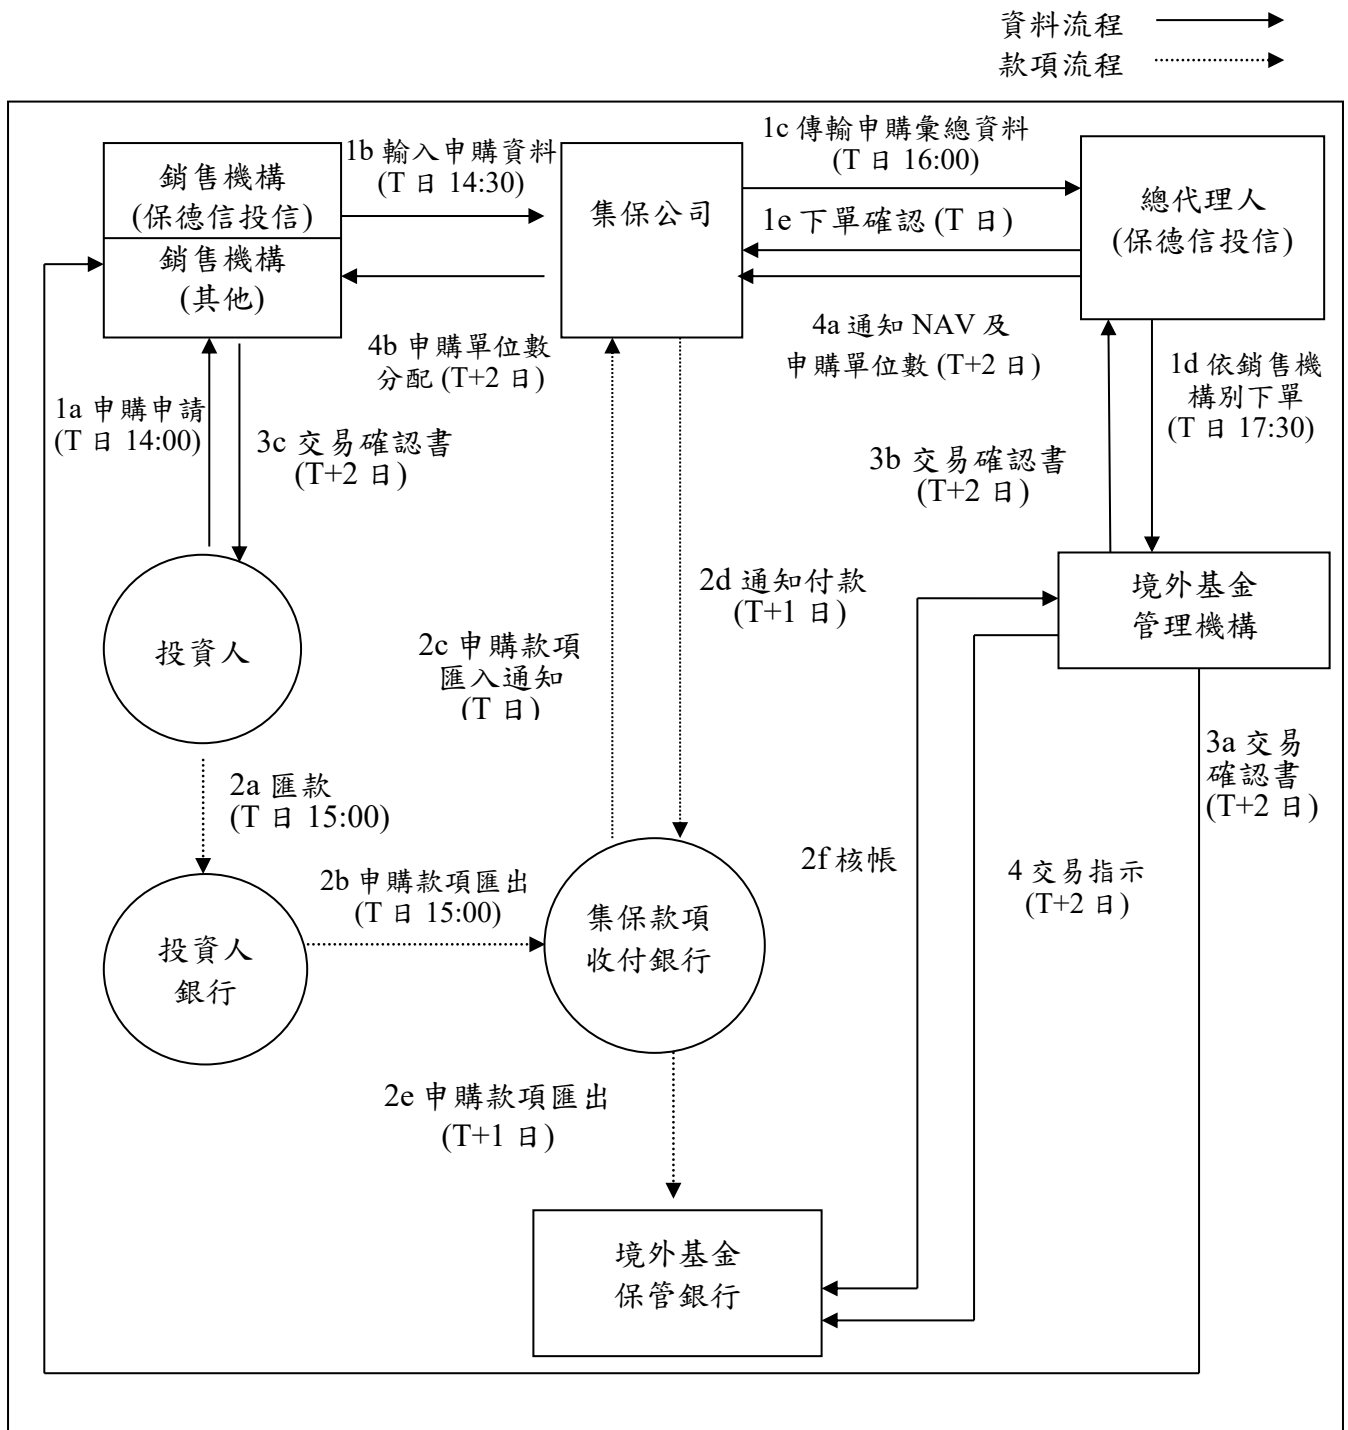 資料流程
款項流程
1b 輸入申購資料
(T 日 14:30)
1c 傳輸申購彙總資料
(T 日 16:00)
銷售機構
(保德信投信)
銷售機構
(其他)
集保公司
1e 下單確認 (T 日)
總代理人
(保德信投信)
4b 申購單位數
分配 (T+2 日)
4a 通知 NAV 及
申購單位數 (T+2 日)
1d 依銷售機
構別下單
(T 日 17:30)
1a 申購申請
(T 日 14:00)
3c 交易確認書
(T+2 日)
3b 交易確認書
(T+2 日)
投資人
2c 申購款項
匯入通知
(T 日)
2d 通知付款
(T+1 日)
境外基金
管理機構
2a 匯款
(T 日 15:00)
3a 交易
確認書
(T+2 日)
2b 申購款項匯出
(T 日 15:00)
2f 核帳
4 交易指示
(T+2 日)
投資人
銀行
集保款項
收付銀行
2e 申購款項匯出
(T+1 日)
境外基金
保管銀行